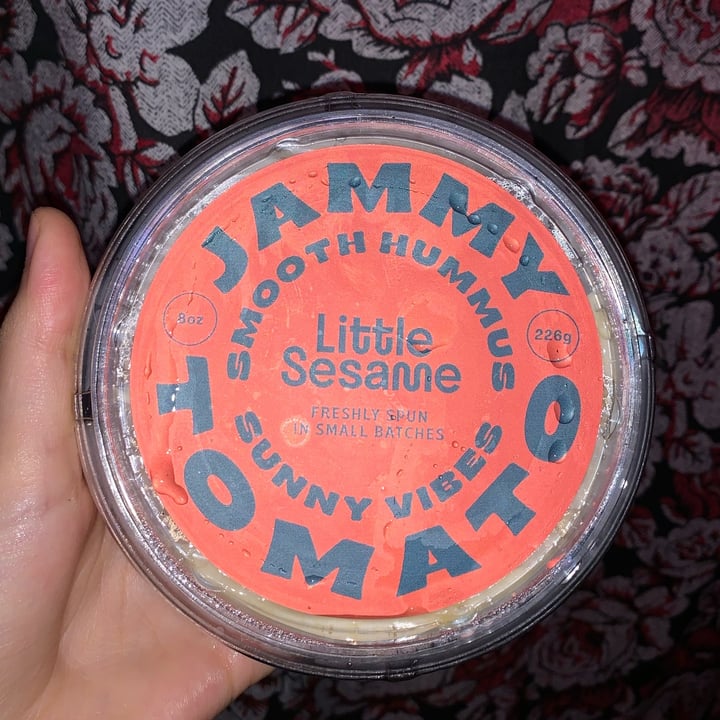 JAMMY
SMOOTH HUMMUS
8oz
226g
Little
Sesame
FRESHLY SPUN
IN SMALL BATCHES
SUNNY VIBES
TOMATO